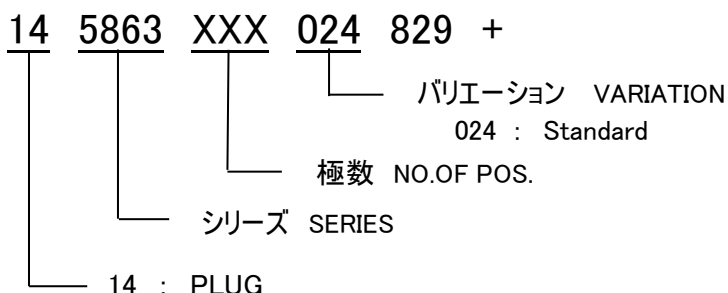 14 5863 XXX 024 829 +
バリエーション VARIATION
024 : Standard
極数 NO.OF POS.
シリーズ SERIES
14 : PLUG